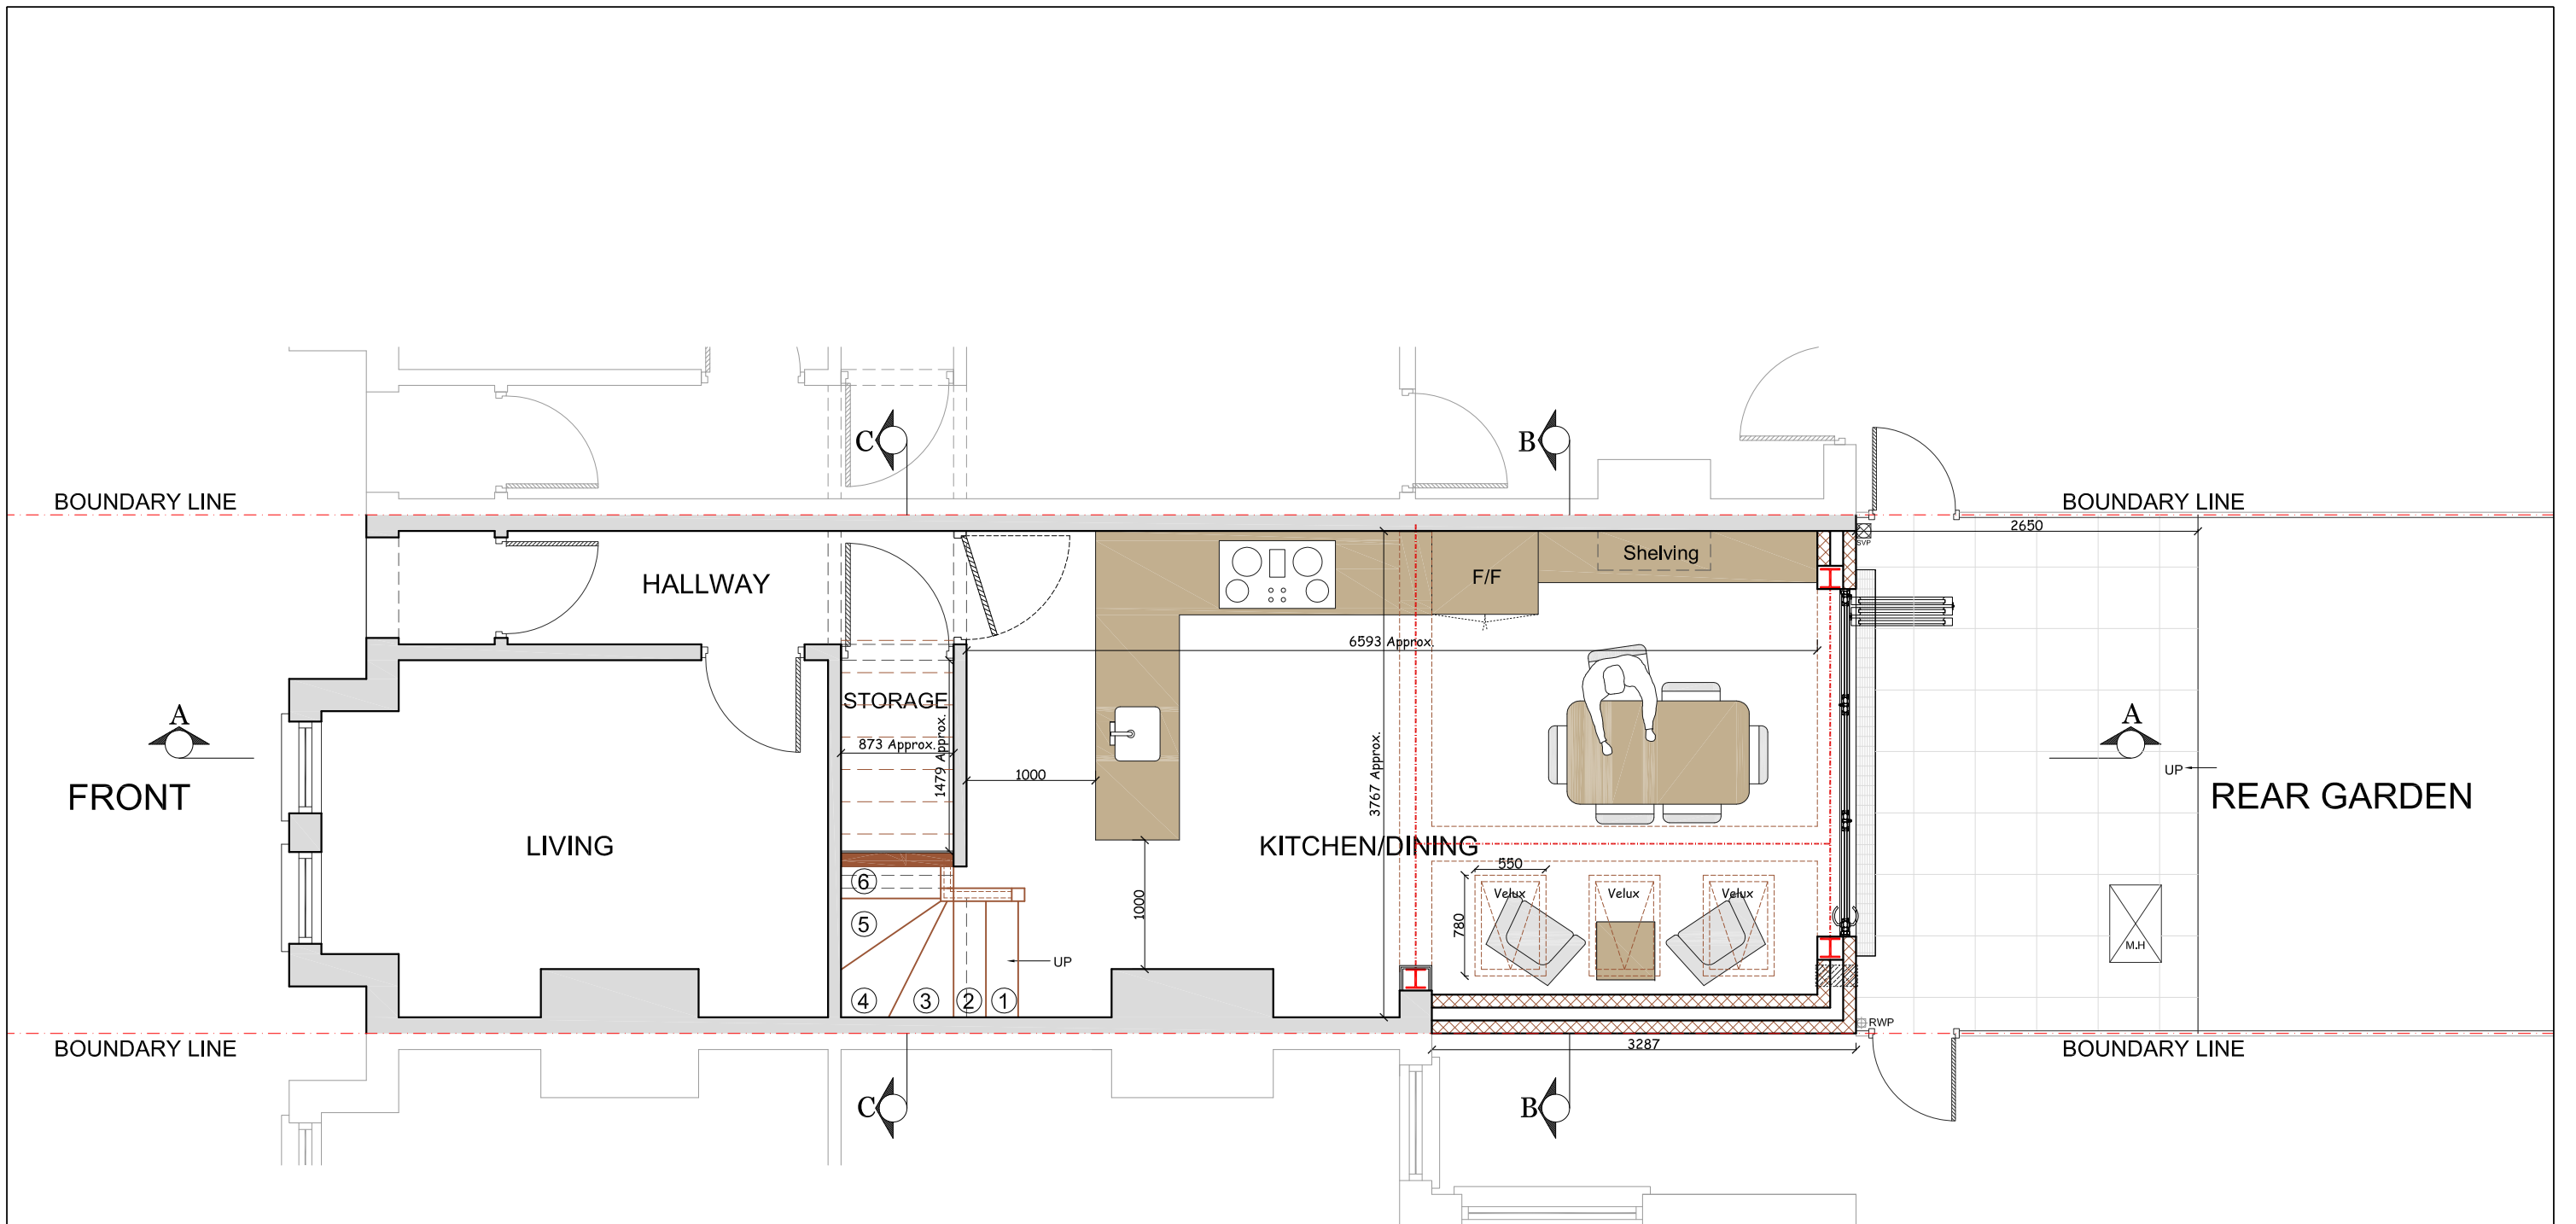 C
B
BOUNDARY LINE
BOUNDARY LINE
2650
SVP
HALLWAY
Shelving
F/F
6593 Approx.
STORAGE
A
A
873 Approx.
1479 Approx.
1000
3767 Approx.
UP
FRONT
REAR GARDEN
LIVING
KITCHEN/DINING
550
6
Velux
Velux
Velux
1000
780
5
M.H
UP
4
3
2
1
RWP
BOUNDARY LINE
3287
BOUNDARY LINE
C
B